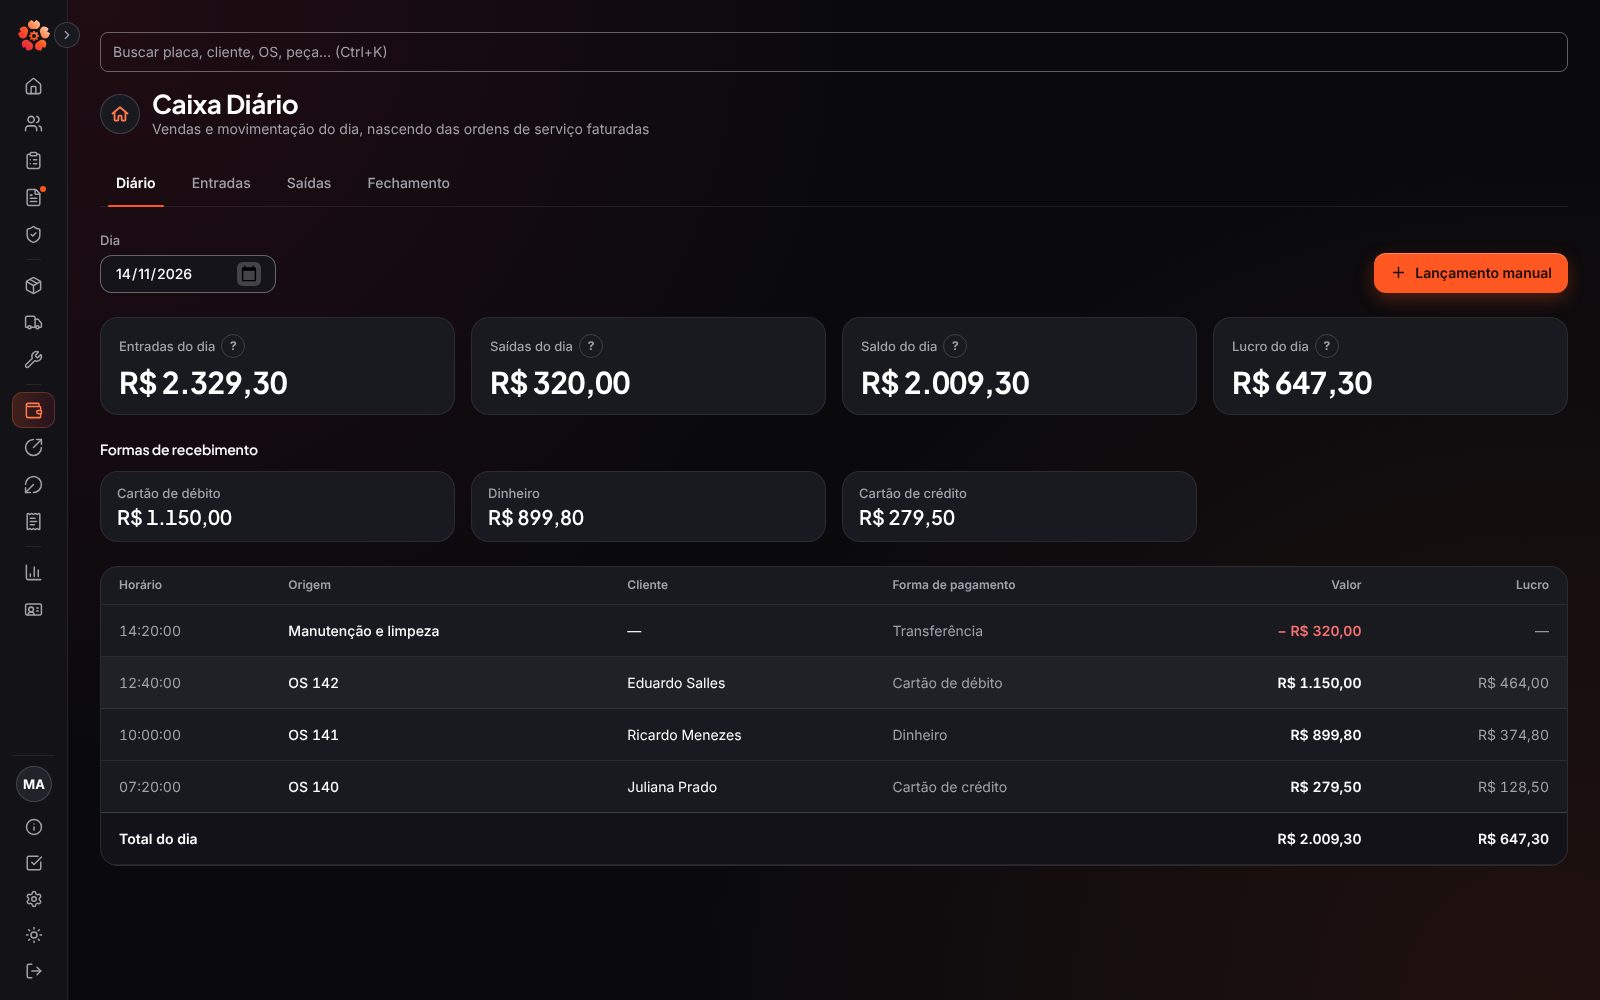 Buscar placa, cliente, OS, peça... (Ctrl+K)
Caixa Diário
Vendas e movimentação do dia, nascendo das ordens de serviço faturadas
Diário Entradas Saídas Fechamento
Dia
14/11/2026
+ Lançamento manual
Entradas do dia ? Saídas do dia ? Saldo do dia ? Lucro do dia ?
R$ 2.329,30 R$ 320,00 R$ 2.009,30 R$ 647,30
Formas de recebimento
Cartão de débito Dinheiro Cartão de crédito
R$ 1.150,00 R$ 899,80 R$ 279,50
Horário Origem Cliente Forma de pagamento Valor Lucro
14:20:00 Manutenção e limpeza — Transferência – R$ 320,00 —
12:40:00 OS 142 Eduardo Salles Cartão de débito R$ 1.150,00 R$ 464,00
10:00:00 OS 141 Ricardo Menezes Dinheiro R$ 899,80 R$ 374,80
07:20:00 OS 140 Juliana Prado Cartão de crédito R$ 279,50 R$ 128,50
Total do dia R$ 2.009,30 R$ 647,30
MA